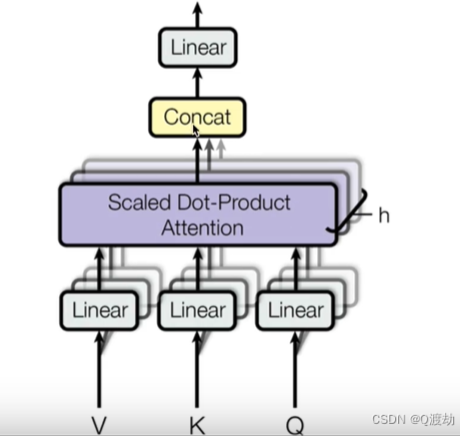 Linear
Concat
Scaled Dot-Product
Attention
h
Linear
Linear
Linear
V
K
Q
CSDN @Q渡劫